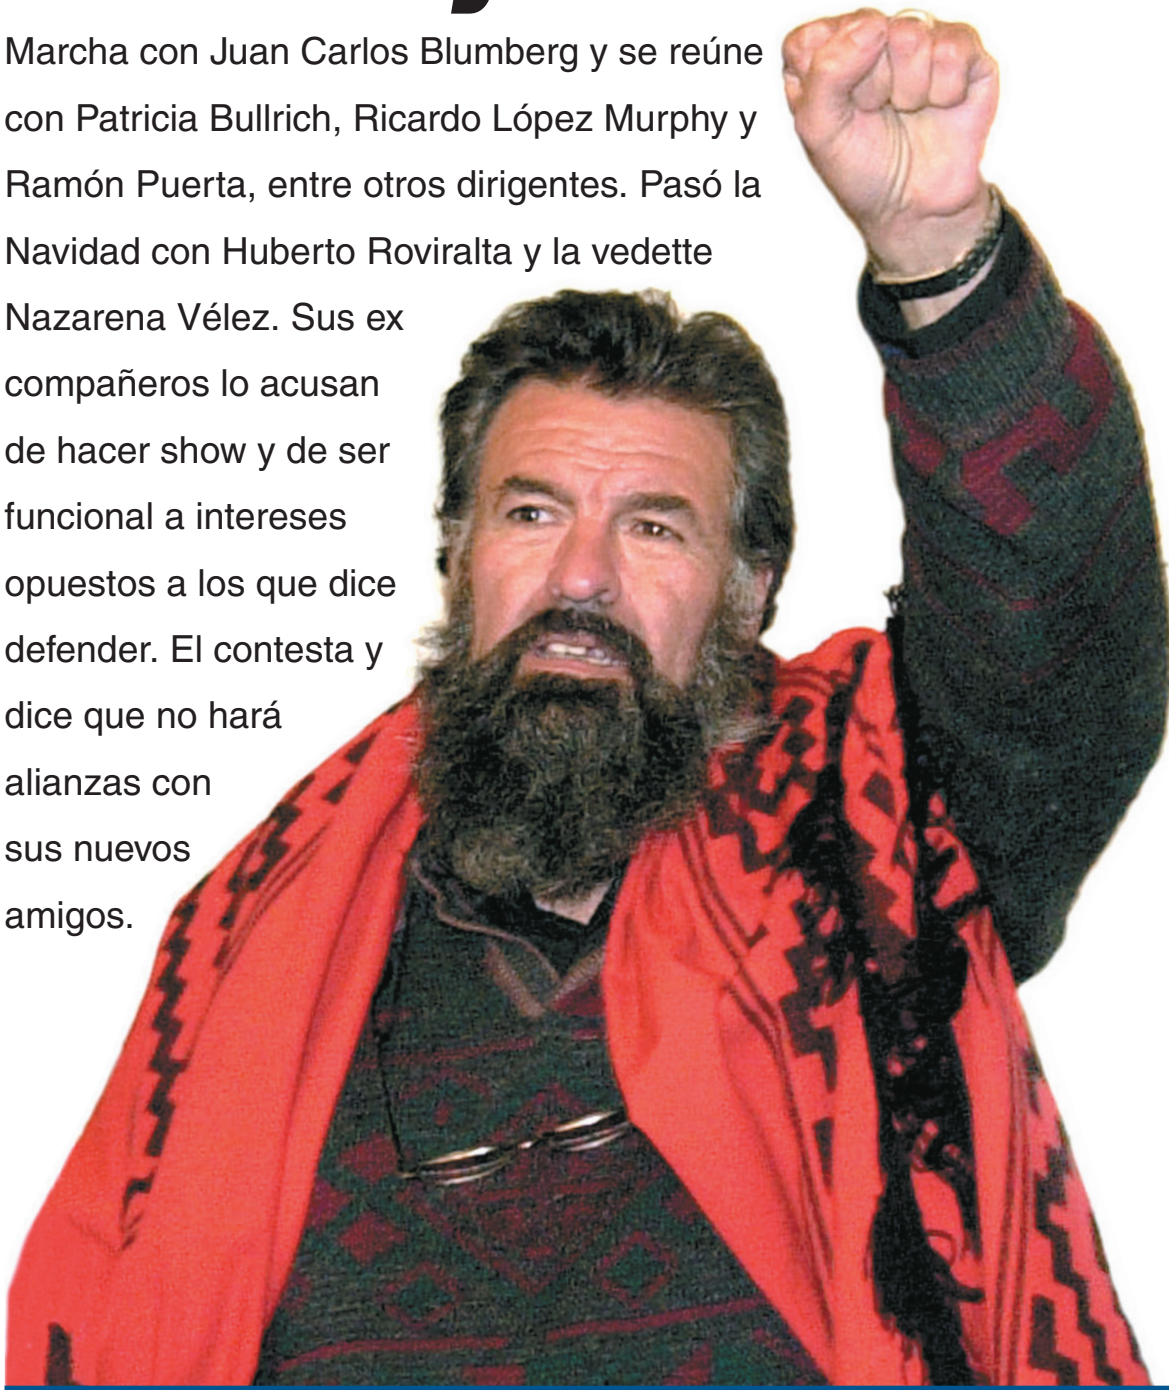 Marcha con Juan Carlos Blumberg y se reúne
con Patricia Bullrich, Ricardo López Murphy y
Ramón Puerta, entre otros dirigentes. Pasó la
Navidad con Huberto Roviralta y la vedette
Nazarena Vélez. Sus ex
compañeros lo acusan
de hacer show y de ser
funcional a intereses
opuestos a los que dice
defender. El contesta y
dice que no hará
alianzas con
sus nuevos
amigos.